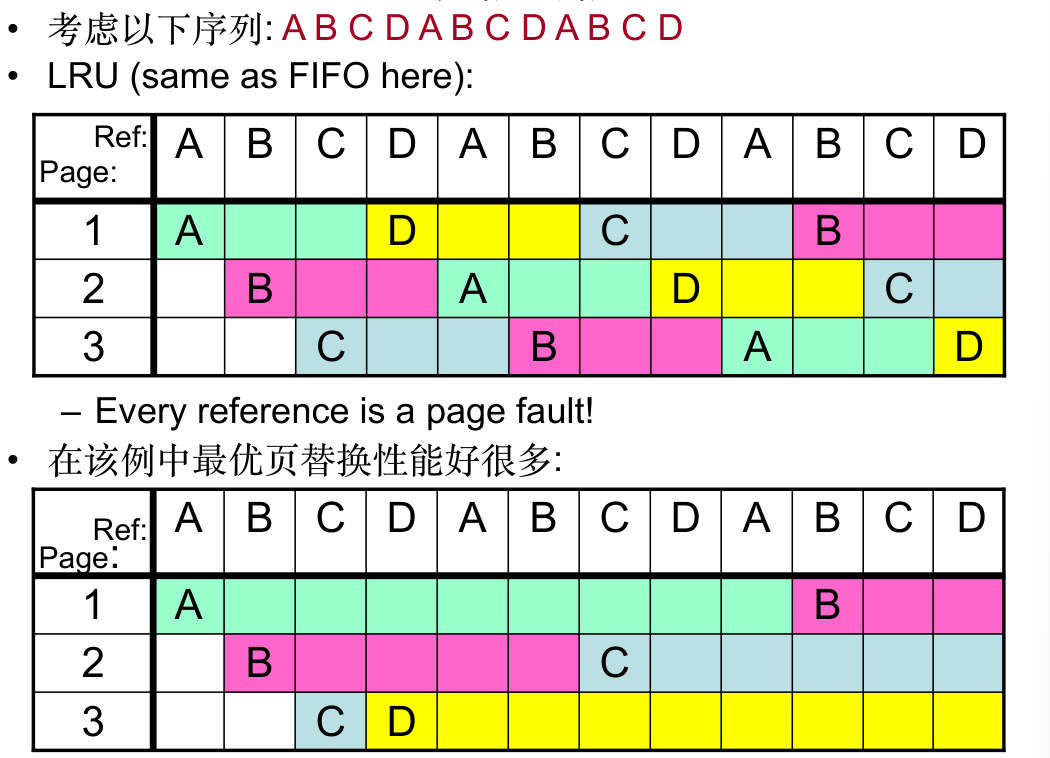 • 考虑以下序列: A B C D A B C D A B C D
• LRU (same as FIFO here):
Ref: A B C D A B C D A B C D
Page:
1 A D C B
2 B A D C
3 C B A D
– Every reference is a page fault!
• 在该例中最优页替换性能好很多:
Ref: A B C D A B C D A B C D
Page:
1 A B
2 B C
3 C D